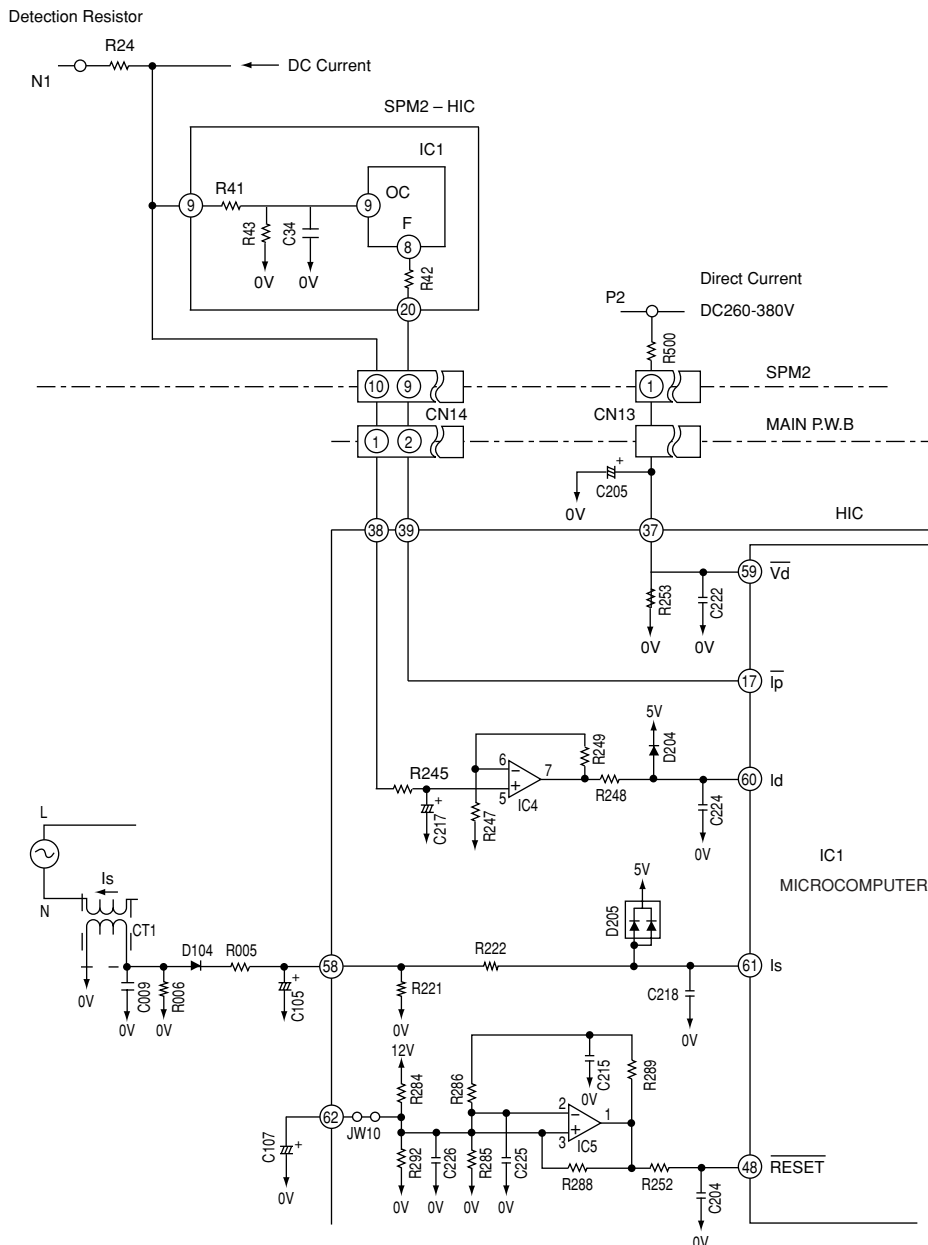 Detection Resistor
R24
N1
DC Current
SPM2 – HIC
IC1
9
R41
9
OC
R43
C34
F
8
0V
0V
R42
20
Direct Current
P2
DC260-380V
R500
10
9
1
SPM2
CN14
CN13
MAIN P.W.B
1
2
+
C205
0V
HIC
38
39
37
59
Vd
R253
C222
0V
0V
17
Ip
5V
D204
R249
R245
6
–
7
5
+
IC4
R248
60
Id
+
C217
R247
C224
0V
L
N
Is
CT1
IC1
MICROCOMPUTER
5V
D205
D104
R005
58
R222
61
Is
0V
C009
R006
+
C105
R221
C218
0V
0V
0V
0V
0V
12V
R284
R286
C215
R289
0V
62
JW10
2
–
1
3
+
IC5
C107
+
R292
C226
R285
C225
R288
R252
48
RESET
C204
0V
0V
0V
0V
0V
0V